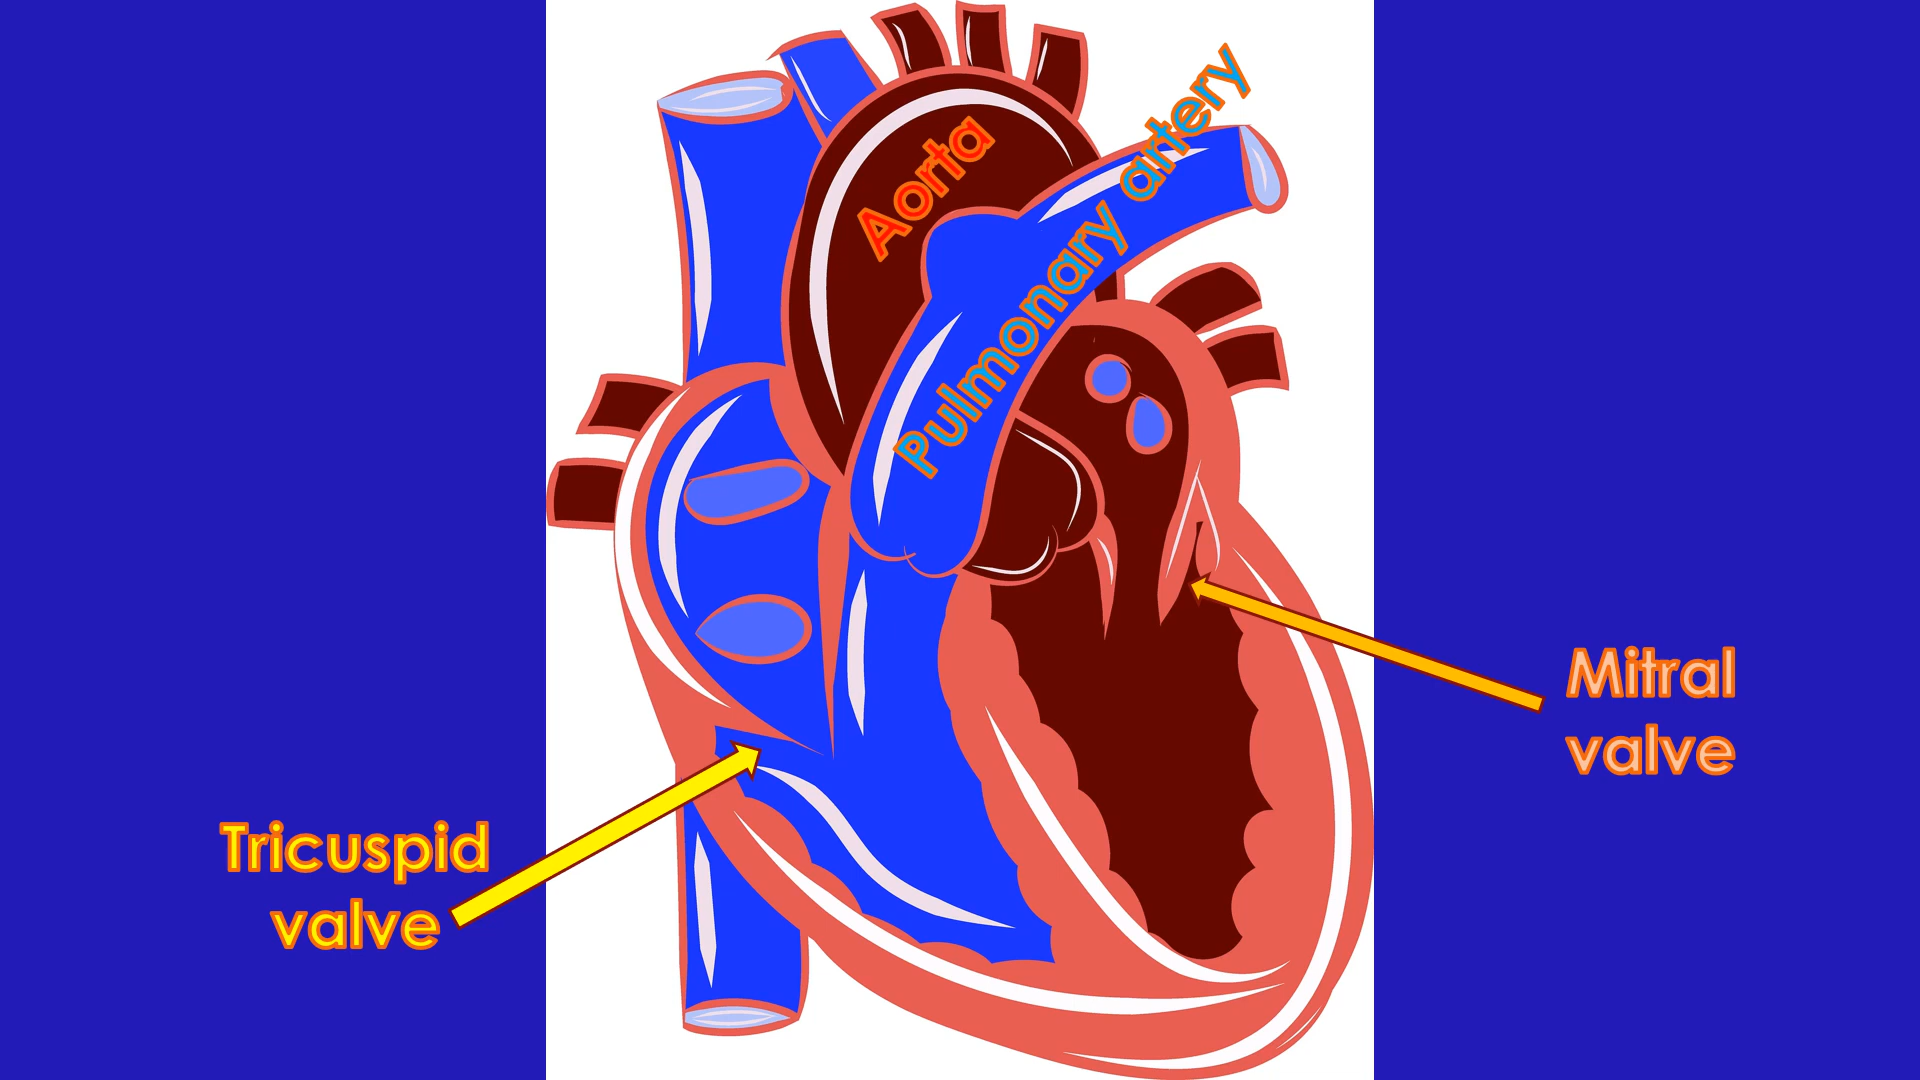 Aorta
Pulmonary artery
Mitral
valve
Tricuspid
valve